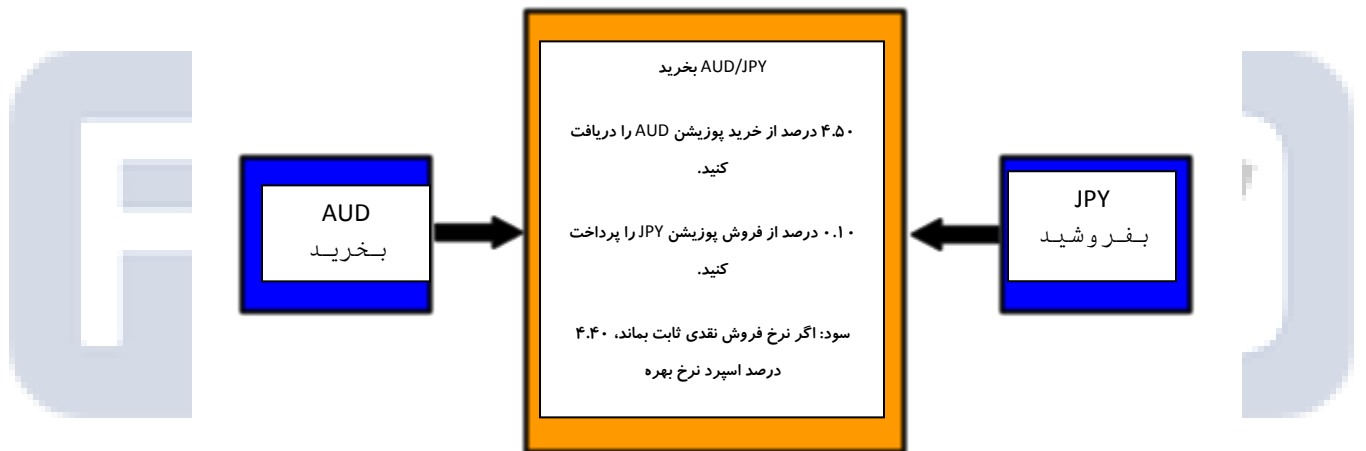 AUD/JPY بخرید
۴.۵۰ درصد از خرید پوزیشن AUD را دریافت
کنید.
۰.۱۰ درصد از فروش پوزیشن JPY را پرداخت
کنید.
سود: اگر نرخ فروش نقدی ثابت بماند، ۴.۴۰
درصد اسپرد نرخ بهره
AUD
بخرید
JPY
بفروشید